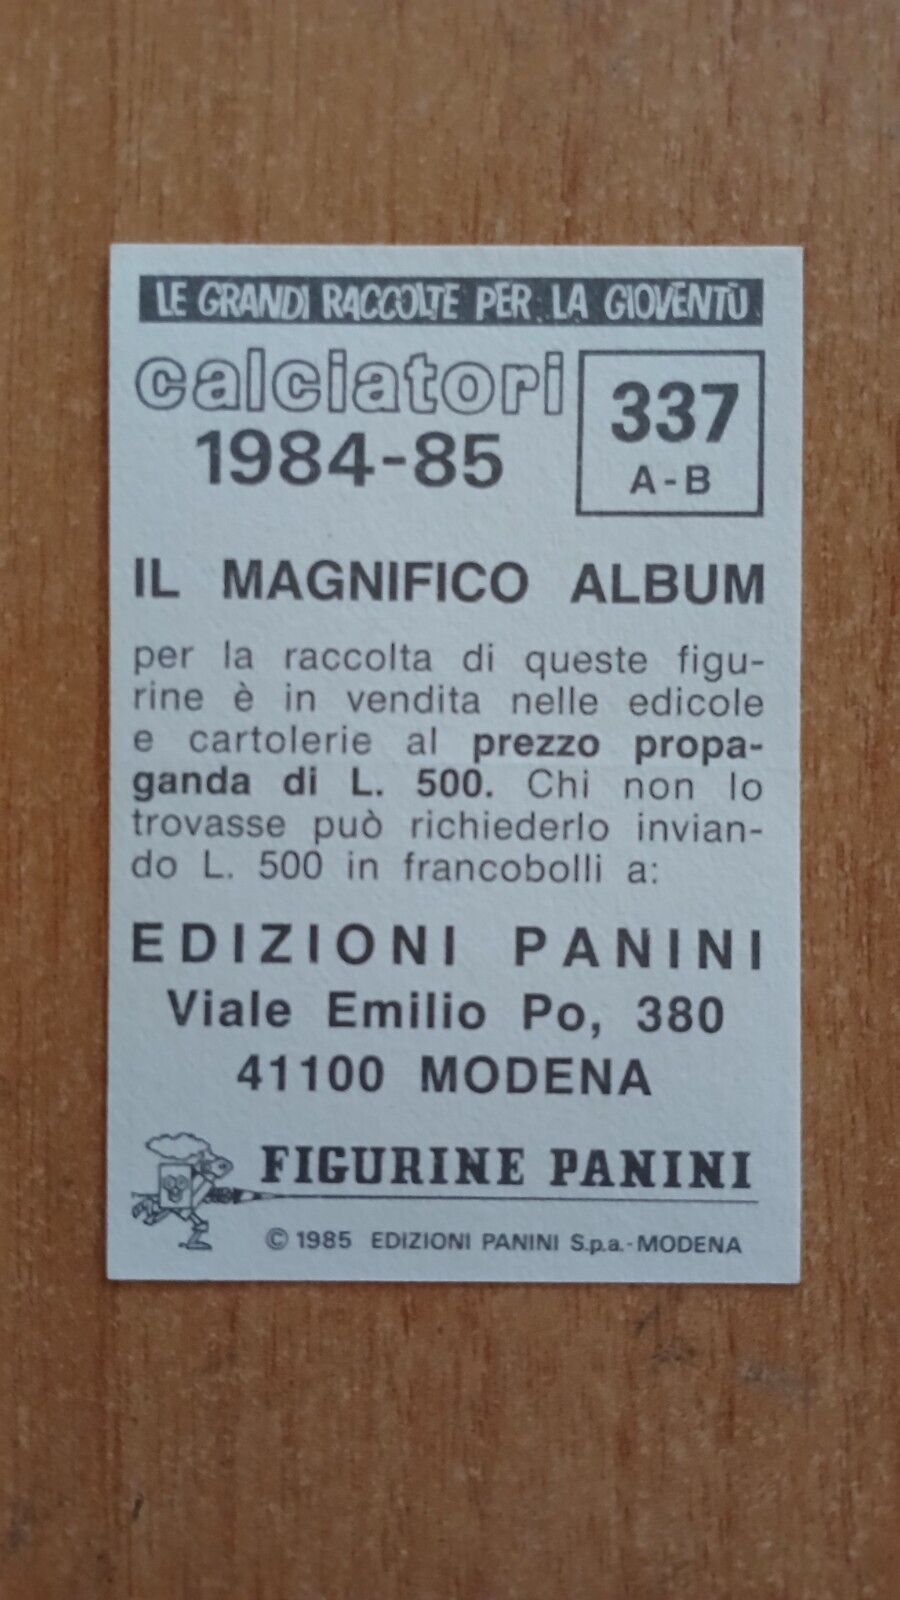 LE GRANDI RACCOLTE PER LA GIOVENTÙ
calciatori
1984-85
337
A-B
IL MAGNIFICO ALBUM
per la raccolta di queste figu-
rine è in vendita nelle edicole
e cartolerie al prezzo propa-
ganda di L. 500. Chi non lo
trovasse può richiederlo invian-
do L. 500 in francobolli a:
EDIZIONI PANINI
Viale Emilio Po, 380
41100 MODENA
FIGURINE PANINI
© 1985 EDIZIONI PANINI S.p.a.-MODENA